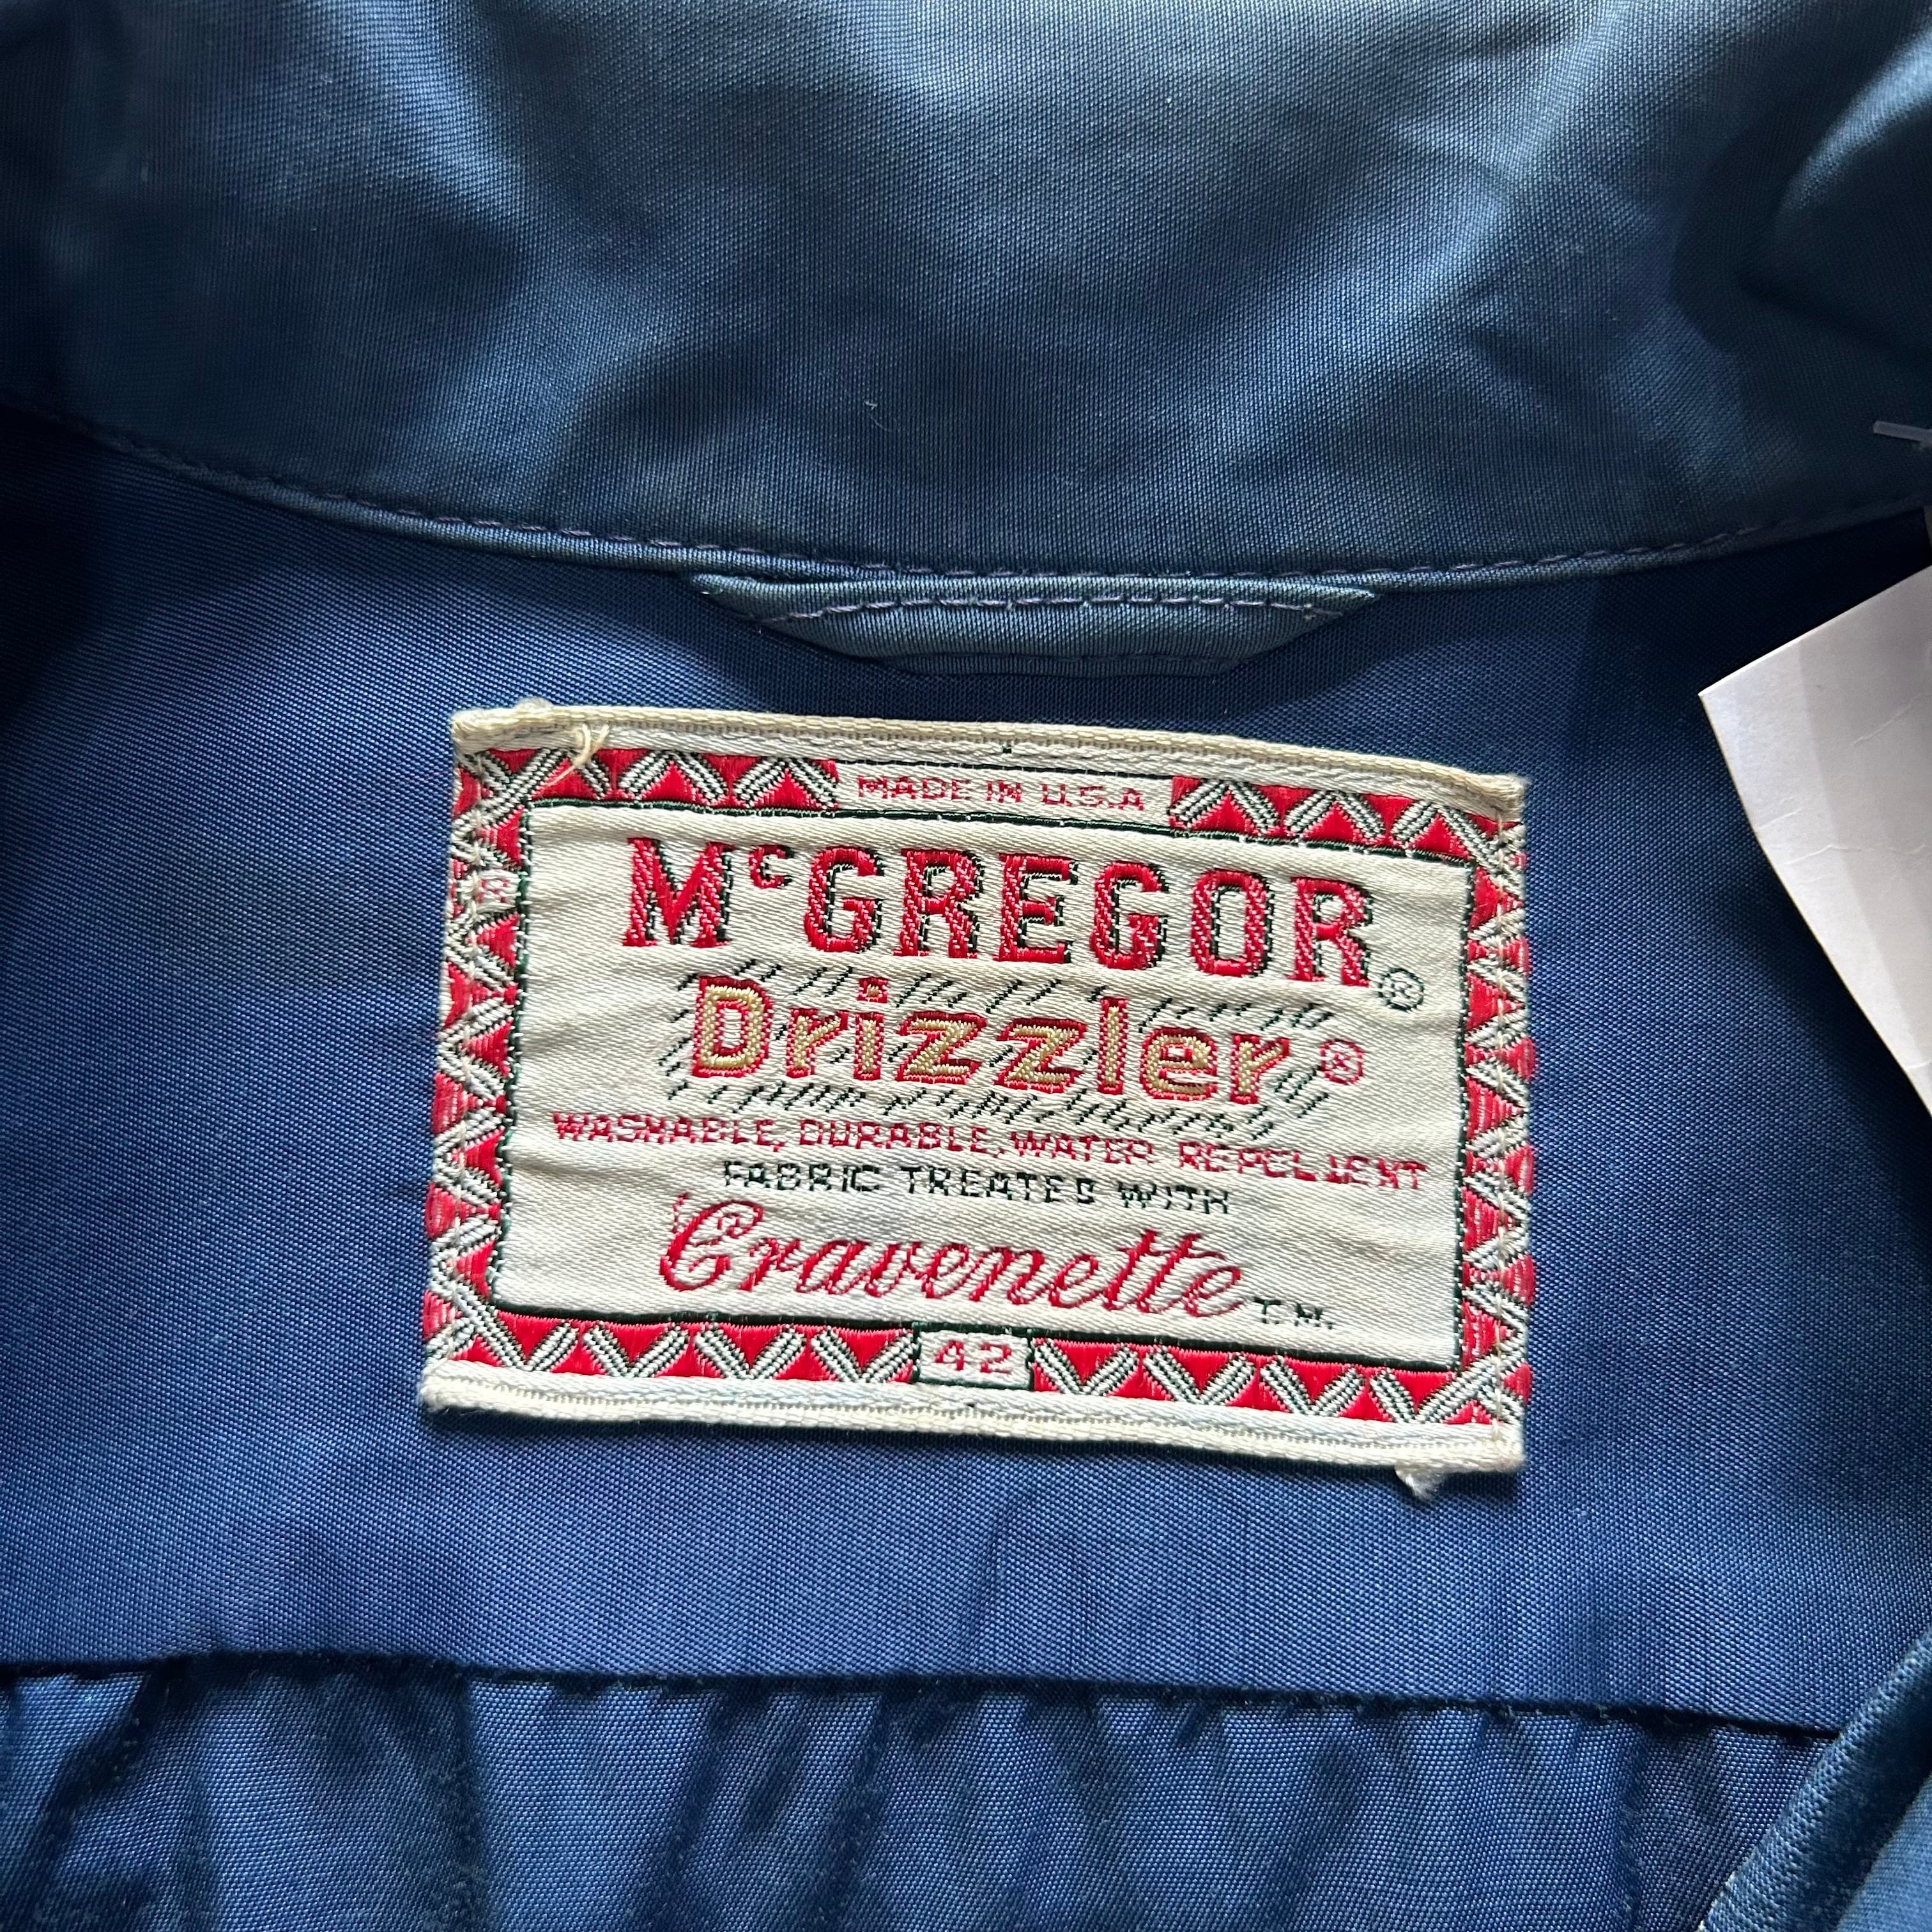 MADE IN U.S.A
McGREGOR®
Drizzler®
WASHABLE, DURABLE, WATER REPELLENT
FABRIC TREATED WITH
Cravenette T.M.
42